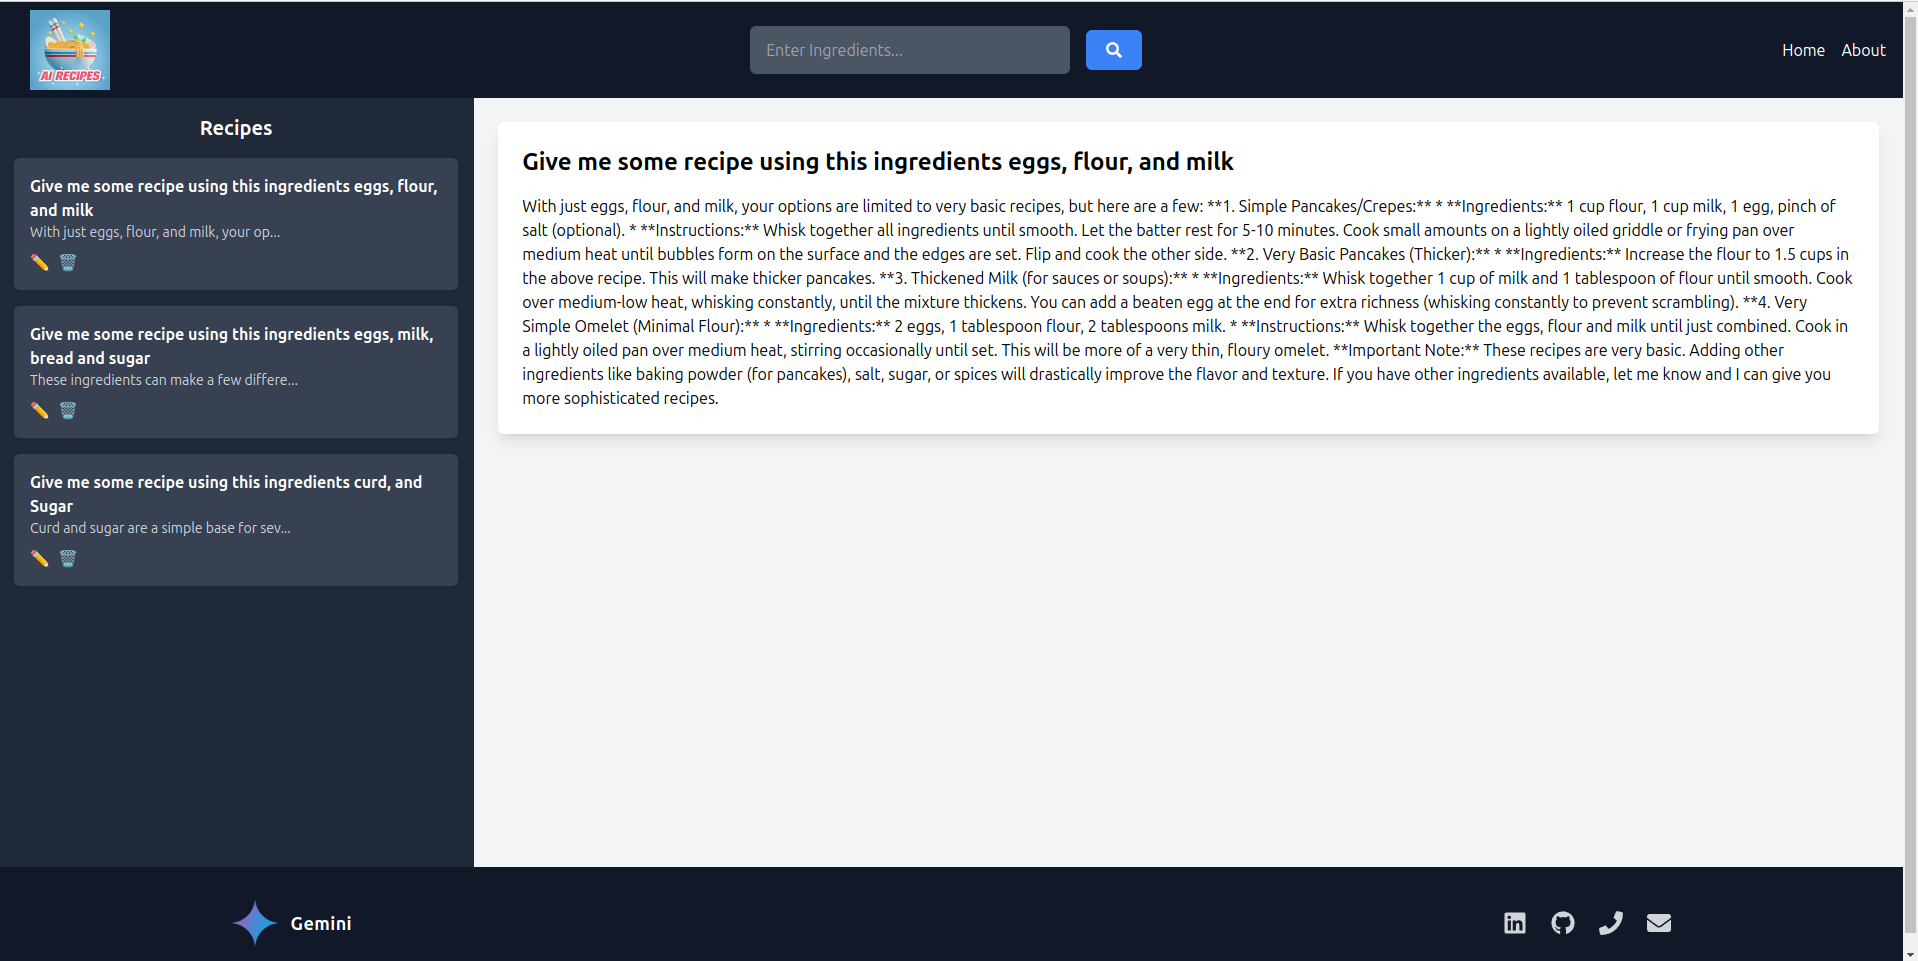 AI RECIPES
Enter Ingredients...
Home About
Recipes
Give me some recipe using this ingredients eggs, flour,
and milk
With just eggs, flour, and milk, your op...
Give me some recipe using this ingredients eggs, milk,
bread and sugar
These ingredients can make a few differe...
Give me some recipe using this ingredients curd, and
Sugar
Curd and sugar are a simple base for sev...
Give me some recipe using this ingredients eggs, flour, and milk
With just eggs, flour, and milk, your options are limited to very basic recipes, but here are a few: **1. Simple Pancakes/Crepes:** * **Ingredients:** 1 cup flour, 1 cup milk, 1 egg, pinch of
salt (optional). * **Instructions:** Whisk together all ingredients until smooth. Let the batter rest for 5-10 minutes. Cook small amounts on a lightly oiled griddle or frying pan over
medium heat until bubbles form on the surface and the edges are set. Flip and cook the other side. **2. Very Basic Pancakes (Thicker):** * **Ingredients:** Increase the flour to 1.5 cups in
the above recipe. This will make thicker pancakes. **3. Thickened Milk (for sauces or soups):** * **Ingredients:** Whisk together 1 cup of milk and 1 tablespoon of flour until smooth. Cook
over medium-low heat, whisking constantly, until the mixture thickens. You can add a beaten egg at the end for extra richness (whisking constantly to prevent scrambling). **4. Very
Simple Omelet (Minimal Flour):** * **Ingredients:** 2 eggs, 1 tablespoon flour, 2 tablespoons milk. * **Instructions:** Whisk together the eggs, flour and milk until just combined. Cook in
a lightly oiled pan over medium heat, stirring occasionally until set. This will be more of a very thin, floury omelet. **Important Note:** These recipes are very basic. Adding other
ingredients like baking powder (for pancakes), salt, sugar, or spices will drastically improve the flavor and texture. If you have other ingredients available, let me know and I can give you
more sophisticated recipes.
Gemini